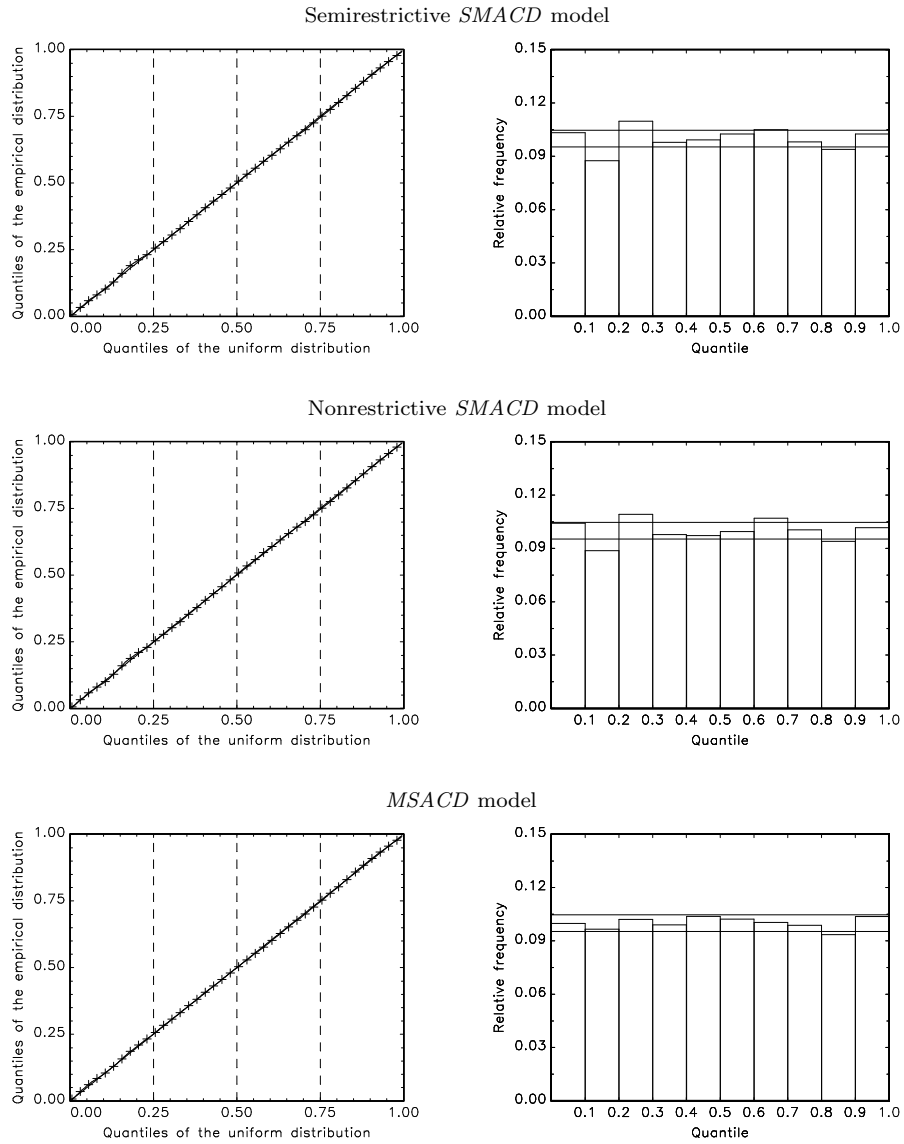 Semirestrictive SMACD model
Quantiles of the empirical distribution
1.00
0.75
0.50
0.25
0.00
0.00 0.25 0.50 0.75 1.00
Quantiles of the uniform distribution
Relative frequency
0.15
0.12
0.09
0.06
0.03
0.00
0.1 0.2 0.3 0.4 0.5 0.6 0.7 0.8 0.9 1.0
Quantile
Nonrestrictive SMACD model
Quantiles of the empirical distribution
1.00
0.75
0.50
0.25
0.00
0.00 0.25 0.50 0.75 1.00
Quantiles of the uniform distribution
Relative frequency
0.15
0.12
0.09
0.06
0.03
0.00
0.1 0.2 0.3 0.4 0.5 0.6 0.7 0.8 0.9 1.0
Quantile
MSACD model
Quantiles of the empirical distribution
1.00
0.75
0.50
0.25
0.00
0.00 0.25 0.50 0.75 1.00
Quantiles of the uniform distribution
Relative frequency
0.15
0.12
0.09
0.06
0.03
0.00
0.1 0.2 0.3 0.4 0.5 0.6 0.7 0.8 0.9 1.0
Quantile